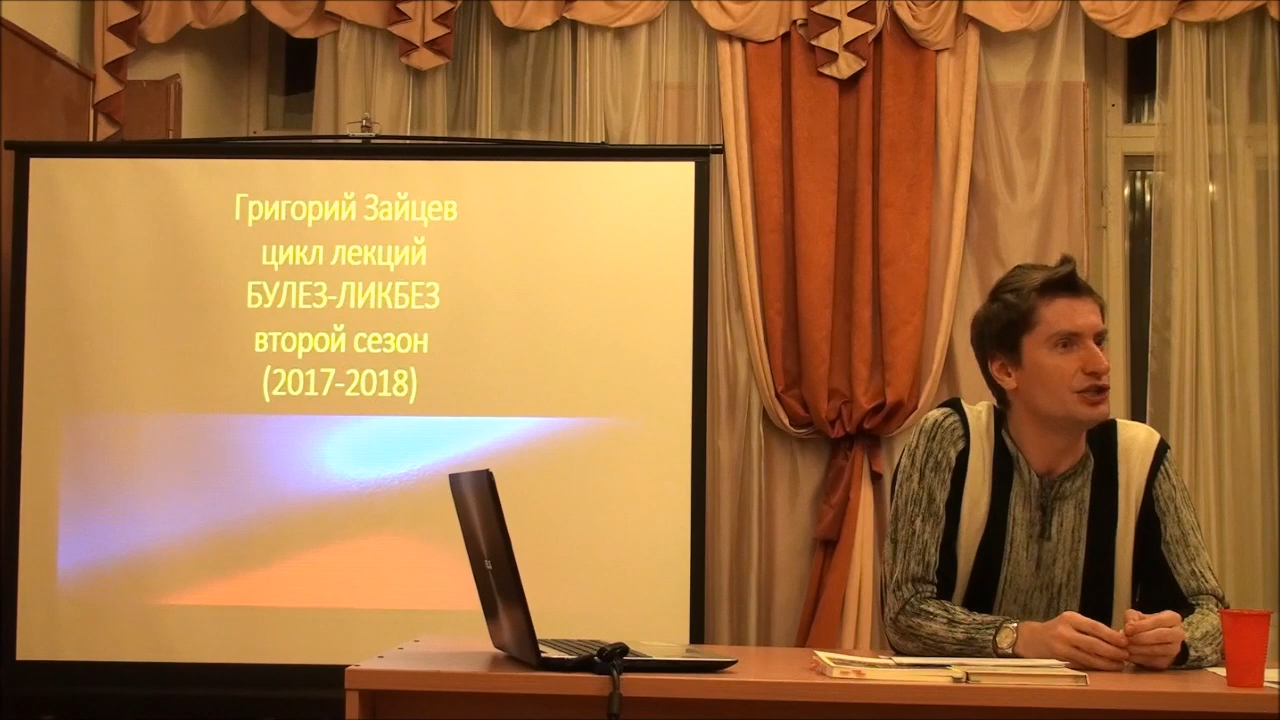 Григорий Зайцев
цикл лекций
БУЛЕЗ-ЛИКБЕЗ
второй сезон
(2017-2018)